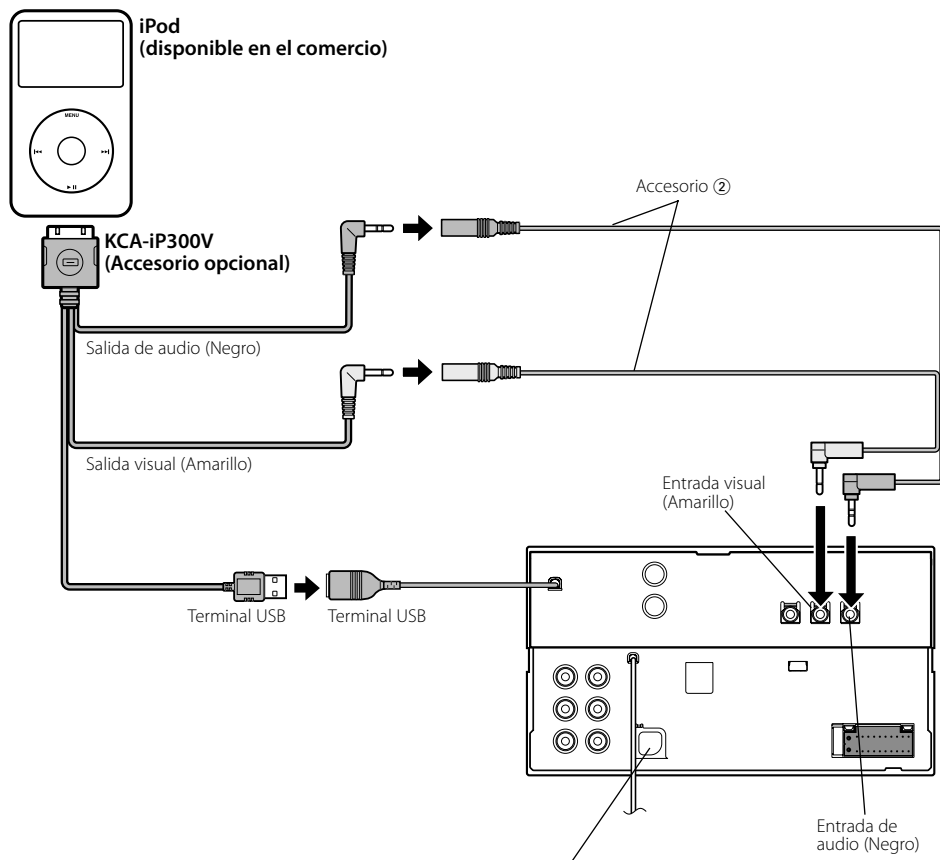 iPod
(disponible en el comercio)
MENU
Accesorio ②
KCA-iP300V
(Accesorio opcional)
Salida de audio (Negro)
Salida visual (Amarillo)
Entrada visual
(Amarillo)
Terminal USB
Terminal USB
Entrada de
audio (Negro)